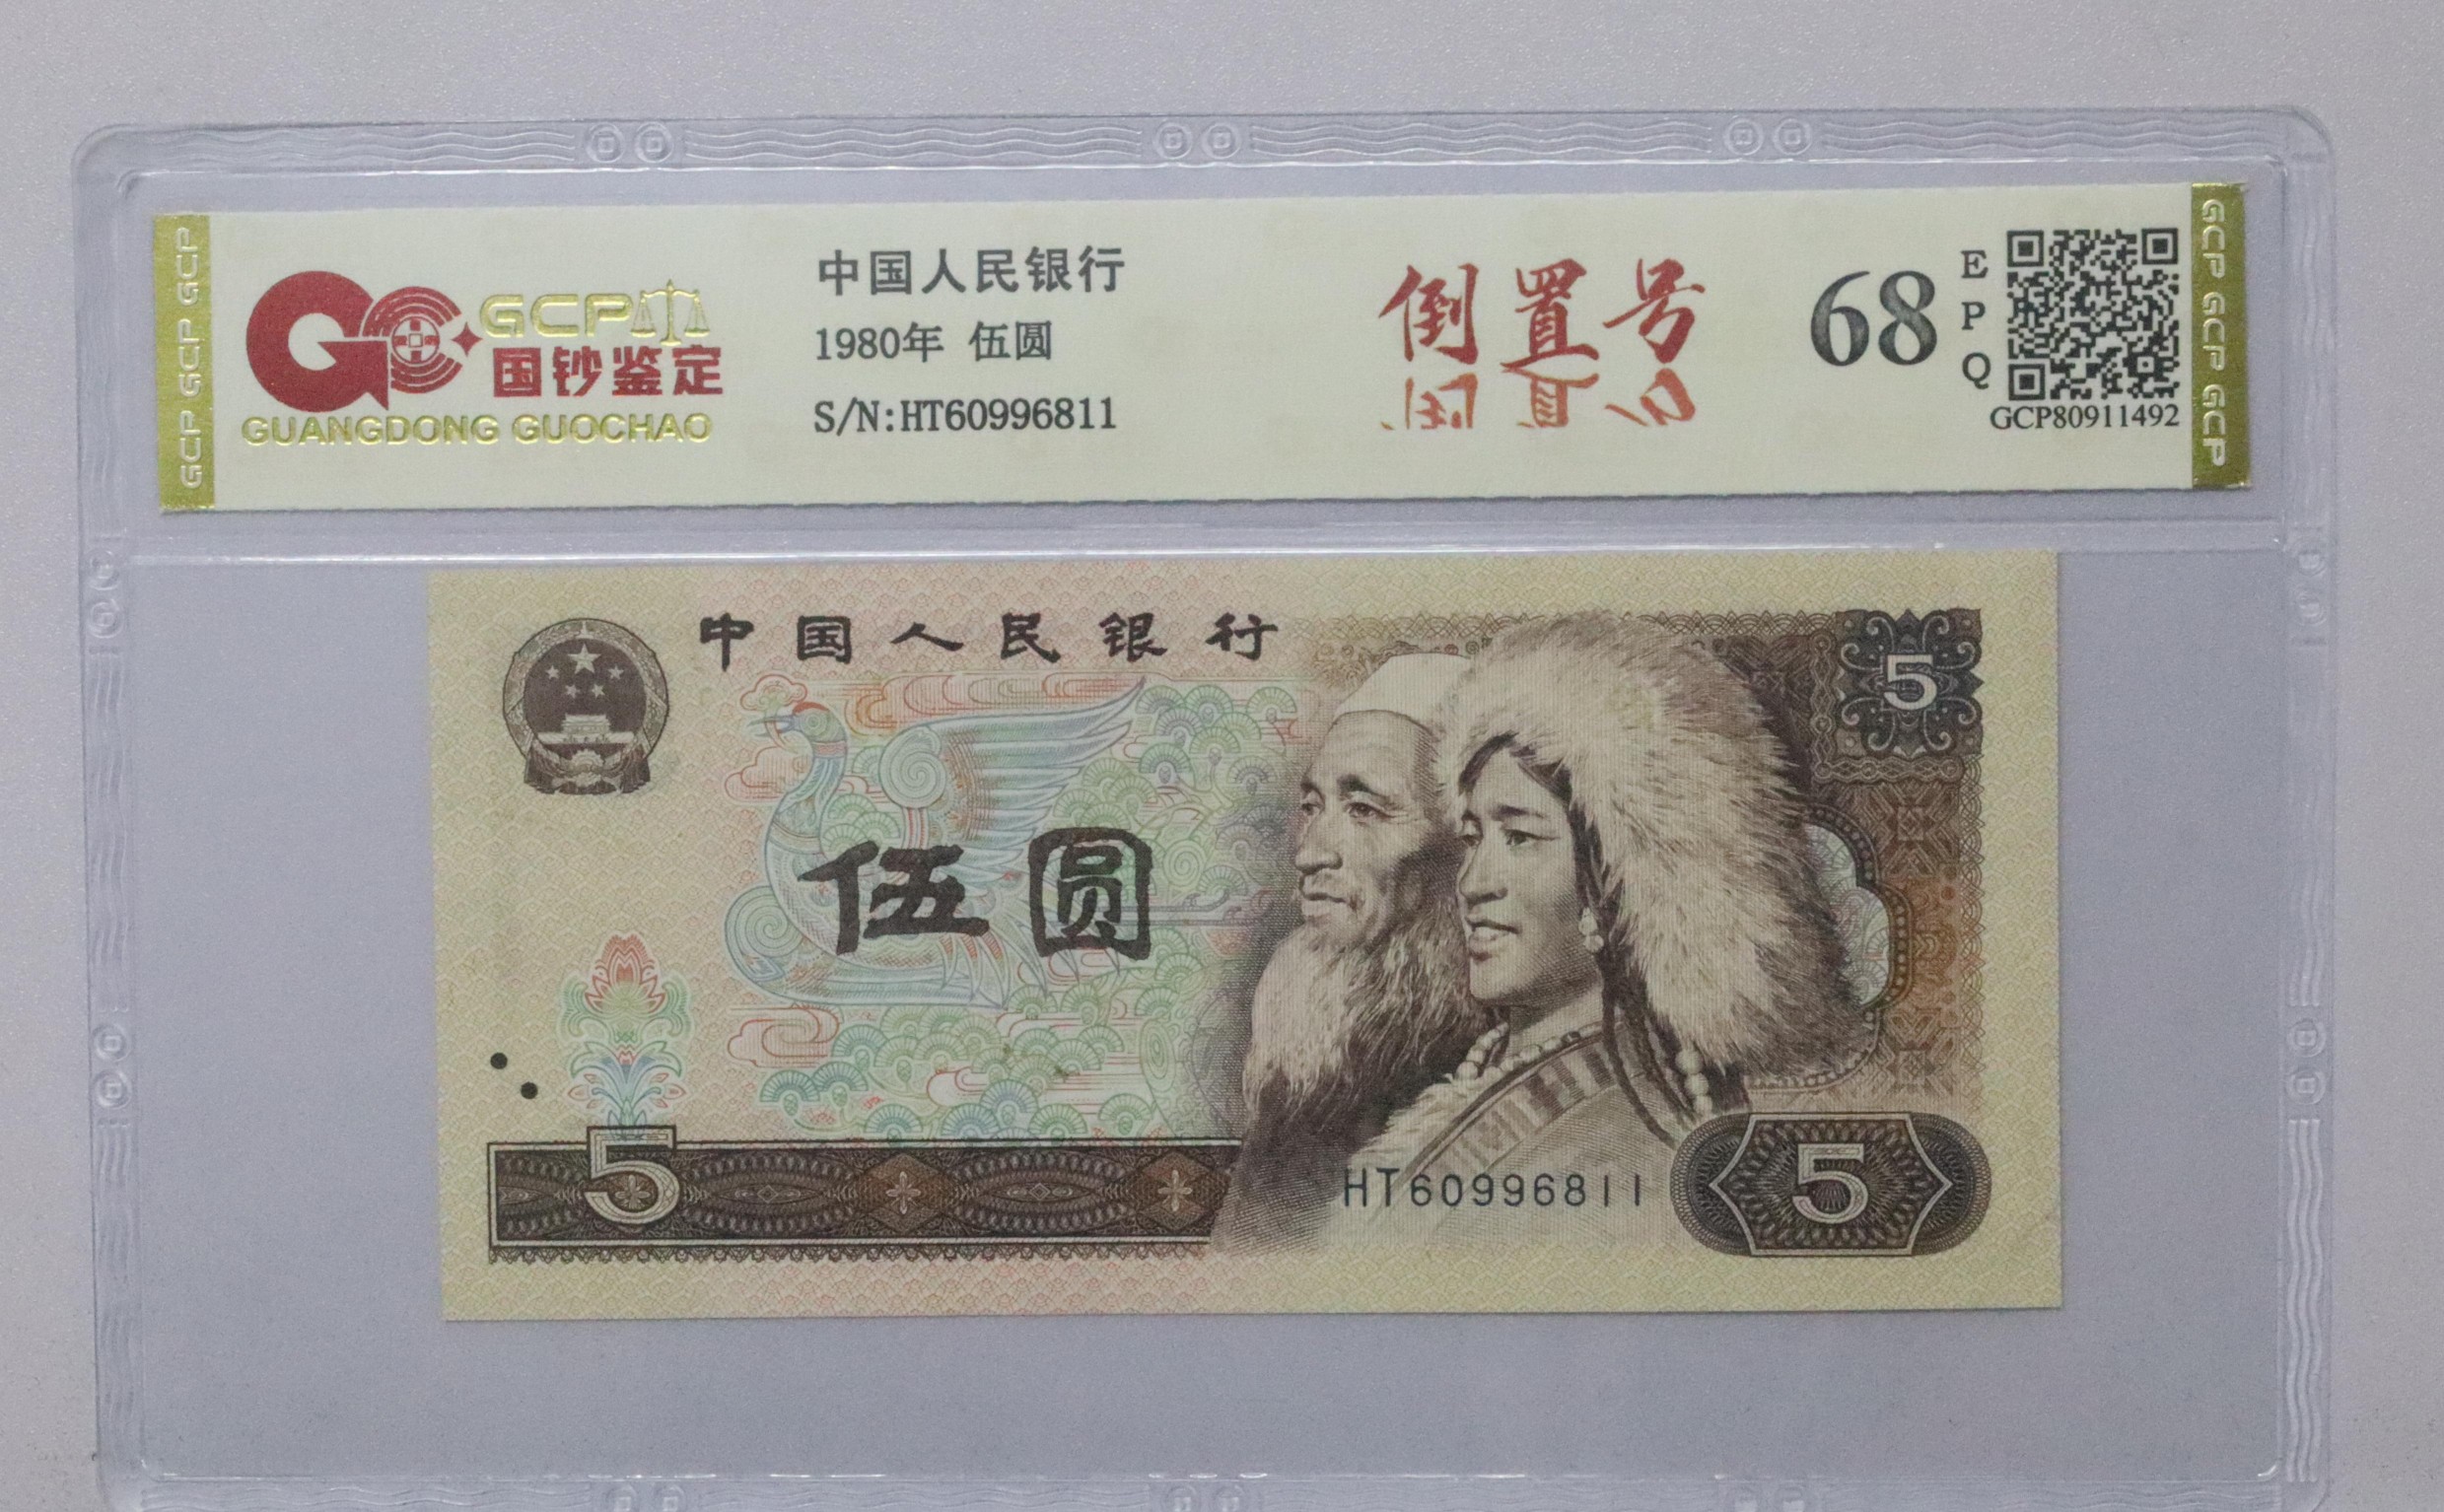 GCP GCP GCP
GCP
国钞鉴定
GUANGDONG GUOCHAO
中国人民银行
1980年 伍圆
S/N:HT60996811
倒置号
68
EPQ
GCP80911492
GCP GCP GCP
中国人民银行
5
伍圆
5
HT60996811
5